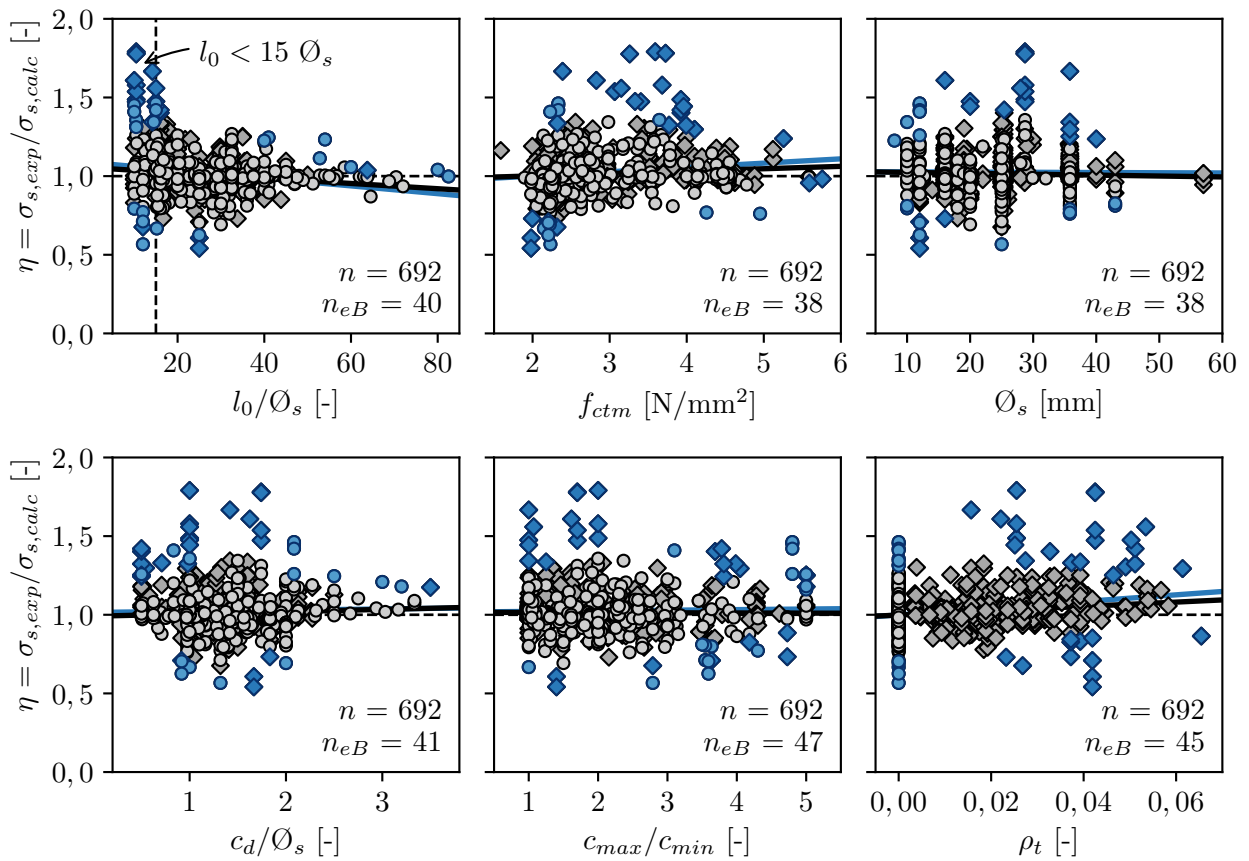 η = σs,exp/σs,calc [-]
2,0
1,5
1,0
0,5
0,0
l0 < 15 Øs
n = 692
neB = 40
20 40 60 80
l0/Øs [-]
n = 692
neB = 38
2 3 4 5 6
fctm [N/mm²]
n = 692
neB = 38
10 20 30 40 50 60
Øs [mm]
η = σs,exp/σs,calc [-]
2,0
1,5
1,0
0,5
0,0
n = 692
neB = 41
1 2 3
cd/Øs [-]
n = 692
neB = 47
1 2 3 4 5
cmax/cmin [-]
n = 692
neB = 45
0,00 0,02 0,04 0,06
ρt [-]